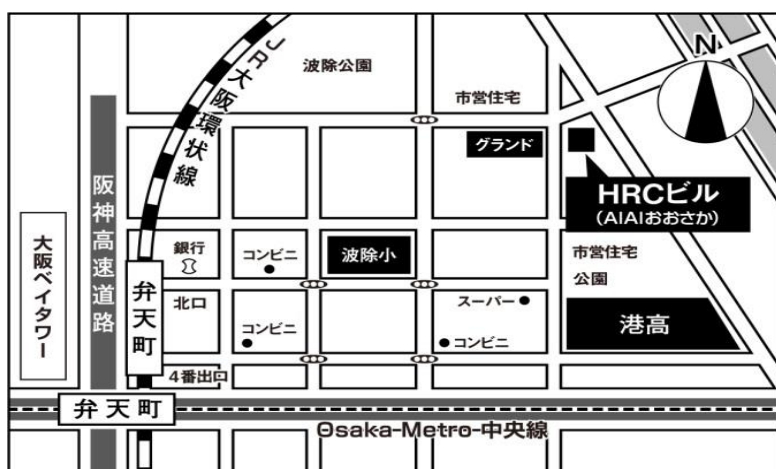 JR大阪環状線
波除公園
N
市営住宅
グランド
阪神高速道路
HRCビル
(AIAIおおさか)
大阪ベイタワー
銀行
コンビニ
波除小
市営住宅
公園
弁天町
北口
スーパー
港高
コンビニ
コンビニ
4番出口
弁天町
Osaka-Metro-中央線